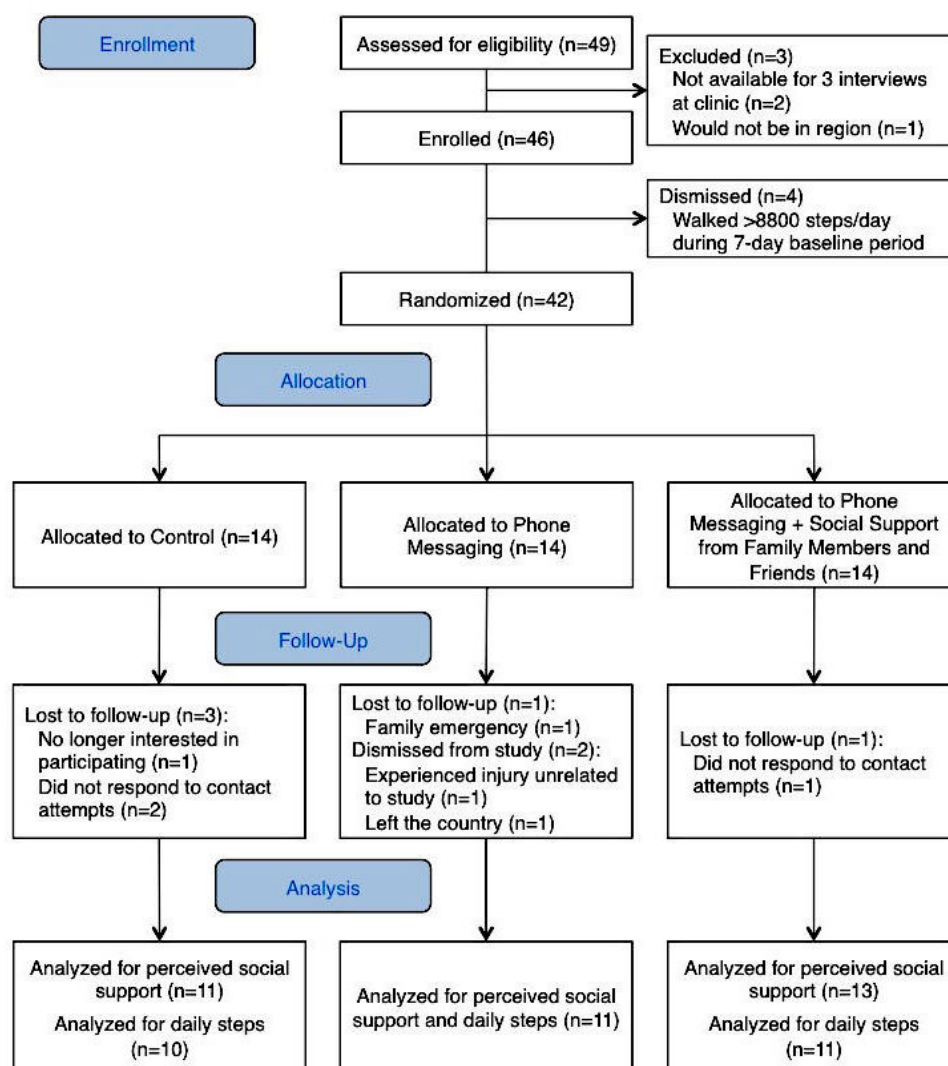 Enrollment
Assessed for eligibility (n=49)
Excluded (n=3)
Not available for 3 interviews
at clinic (n=2)
Would not be in region (n=1)
Enrolled (n=46)
Dismissed (n=4)
Walked >8800 steps/day
during 7-day baseline period
Randomized (n=42)
Allocation
Allocated to Control (n=14)
Allocated to Phone
Messaging (n=14)
Allocated to Phone
Messaging + Social Support
from Family Members and
Friends (n=14)
Follow-Up
Lost to follow-up (n=3):
No longer interested in
participating (n=1)
Did not respond to contact
attempts (n=2)
Lost to follow-up (n=1):
Family emergency (n=1)
Dismissed from study (n=2):
Experienced injury unrelated
to study (n=1)
Left the country (n=1)
Lost to follow-up (n=1):
Did not respond to contact
attempts (n=1)
Analysis
Analyzed for perceived social
support (n=11)
Analyzed for daily steps
(n=10)
Analyzed for perceived social
support and daily steps (n=11)
Analyzed for perceived social
support (n=13)
Analyzed for daily steps
(n=11)